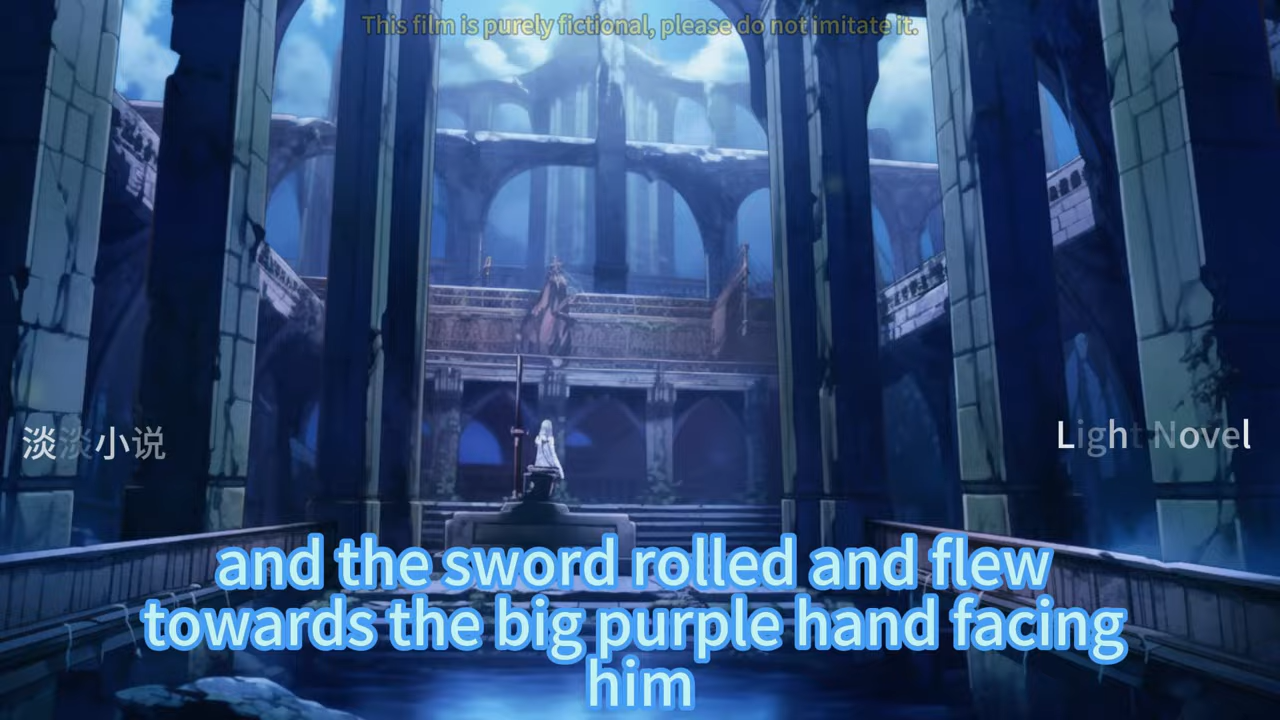 This film is purely fictional, please do not imitate it.
淡淡小说
Light Novel
and the sword rolled and flew
towards the big purple hand facing
him